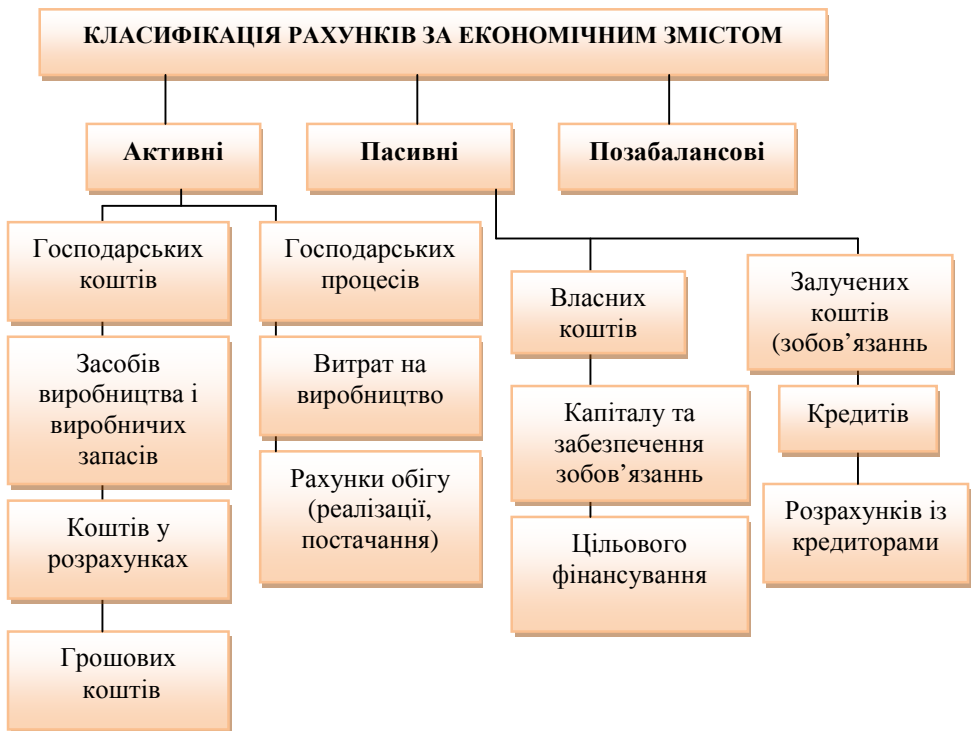 КЛАСИФІКАЦІЯ РАХУНКІВ ЗА ЕКОНОМІЧНИМ ЗМІСТОМ
Активні
Пасивні
Позабалансові
Господарських
коштів
Засобів
виробництва і
виробничих
запасів
Коштів у
розрахунках
Грошових
коштів
Господарських
процесів
Витрат на
виробництво
Рахунки обігу
(реалізації,
постачання)
Власних
коштів
Капіталу та
забезпечення
зобов’язаннь
Цільового
фінансування
Залучених
коштів
(зобов’язаннь
Кредитів
Розрахунків із
кредиторами